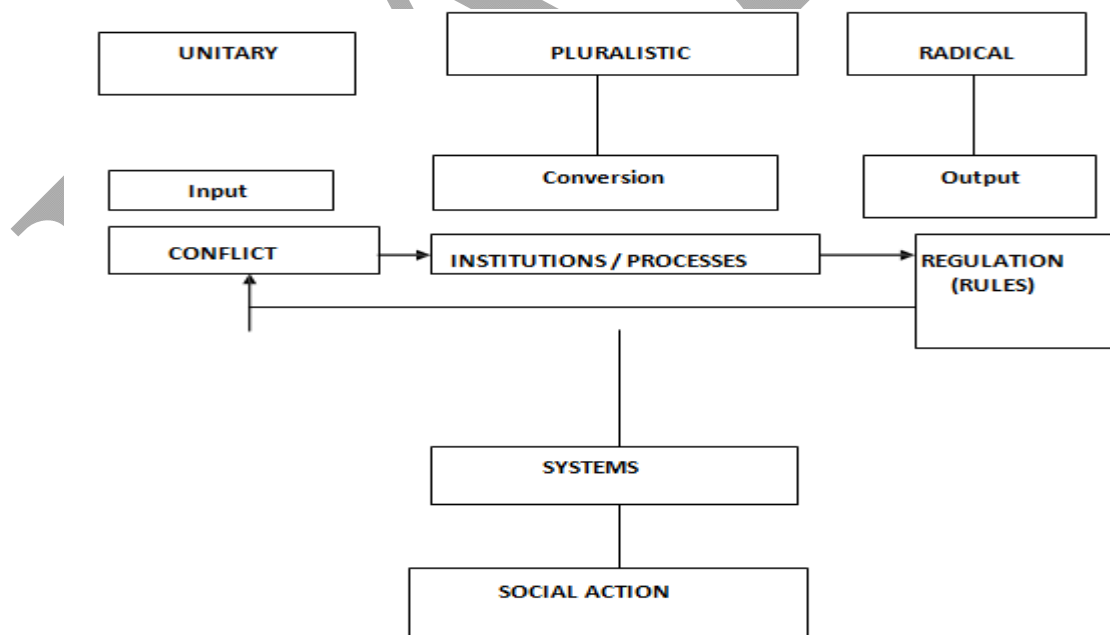 UNITARY
PLURALISTIC
RADICAL
Input
Conversion
Output
CONFLICT
INSTITUTIONS / PROCESSES
REGULATION
(RULES)
SYSTEMS
SOCIAL ACTION